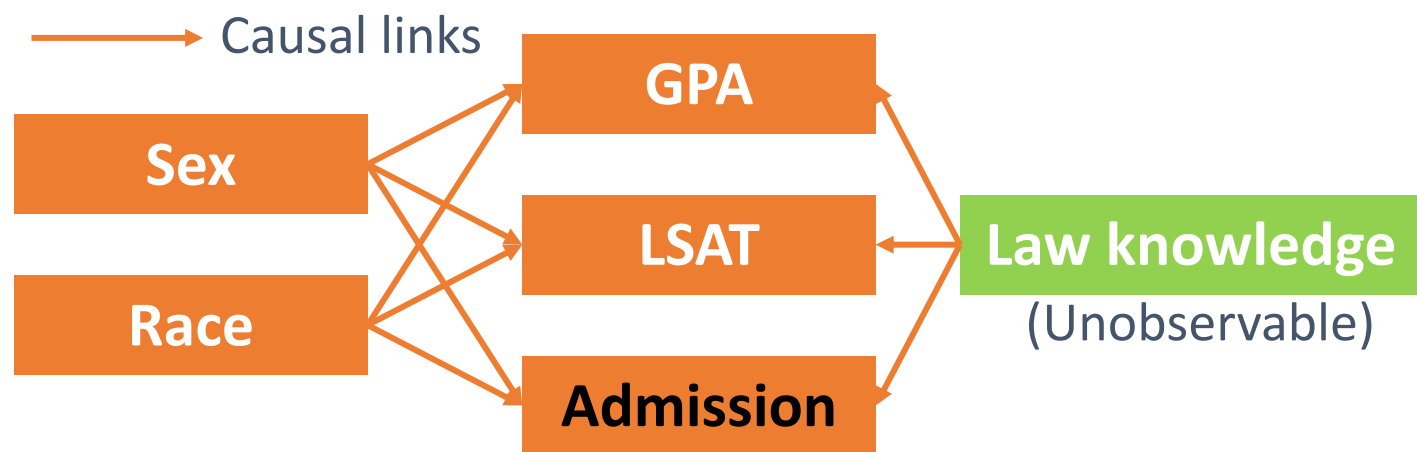 Causal links
GPA
Sex
LSAT
Law knowledge
Race
(Unobservable)
Admission